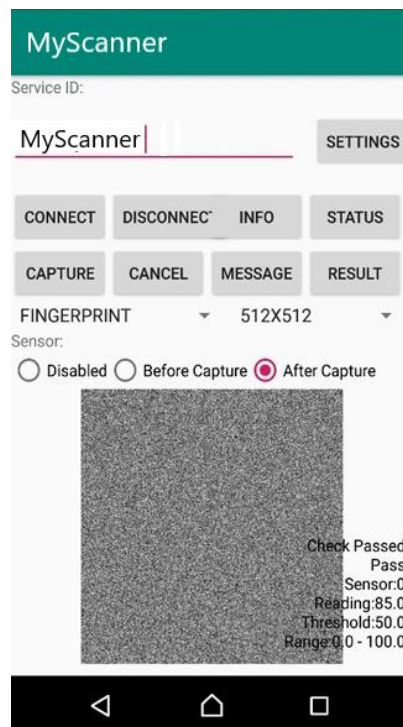 MyScanner
Service ID:
MyScanner
SETTINGS
CONNECT DISCONNEC INFO STATUS
CAPTURE CANCEL MESSAGE RESULT
FINGERPRINT 512X512
Sensor:
Disabled Before Capture After Capture
Check Passed
Pass
Sensor:0
Reading:85.0
Threshold:50.0
Range:0.0 - 100.0